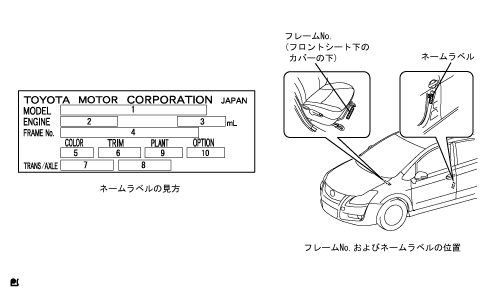 フレームNo.
(フロントシート下の
カバーの下)
ネームラベル
TOYOTA MOTOR CORPORATION JAPAN
MODEL 1
ENGINE 2 3 mL
FRAME No. 4
COLOR TRIM PLANT OPTION
5 6 9 10
TRANS/AXLE 7 8
ネームラベルの見方
フレームNo. およびネームラベルの位置